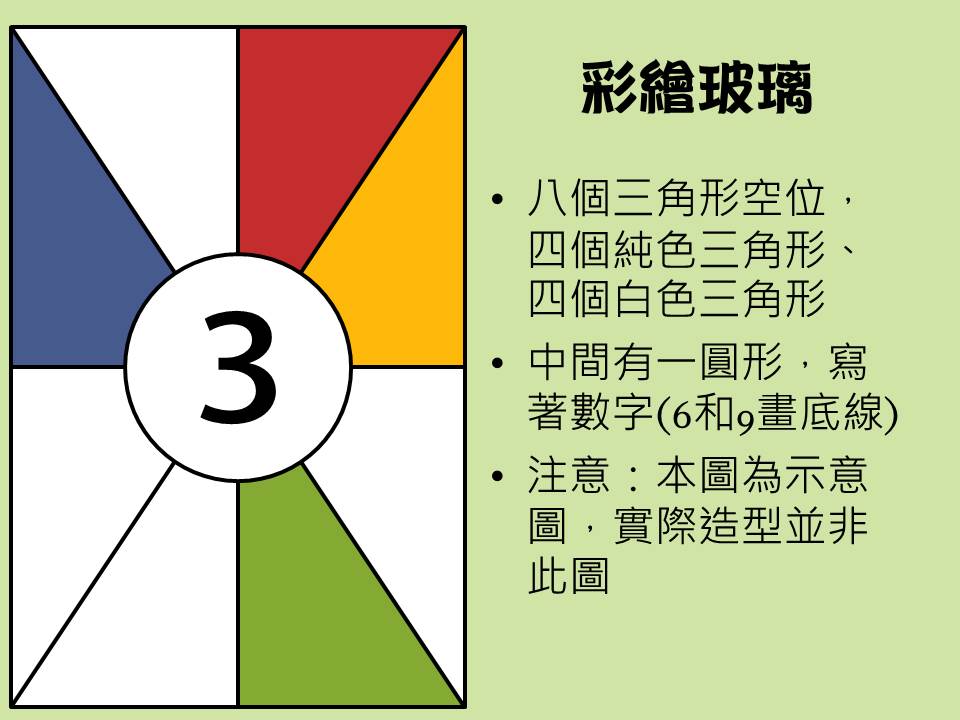 3
彩繪玻璃
• 八個三角形空位，
四個純色三角形、
四個白色三角形
• 中間有一圓形，寫
著數字(6和9畫底線)
• 注意：本圖為示意
圖，實際造型並非
此圖